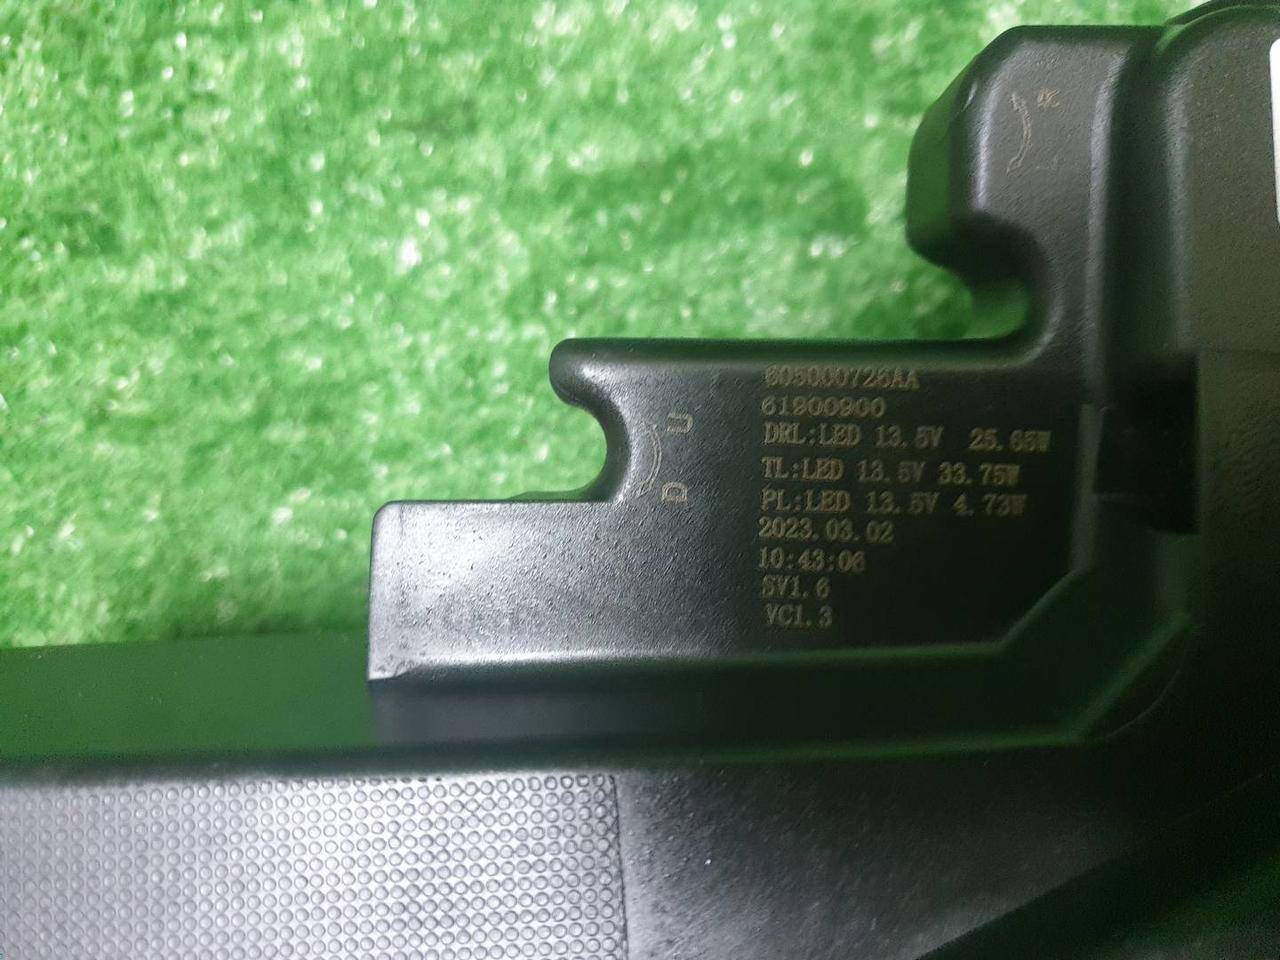 R
U
D
605000726AA
61900900
DRL:LED 13.5V 25.65W
TL:LED 13.5V 33.75W
PL:LED 13.5V 4.73W
2023.03.02
10:43:06
SV1.6
VC1.3